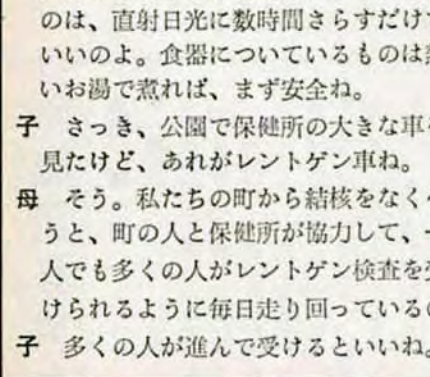 のは、直射日光に数時間さらすだけ
いいのよ。食器についているものは
いお湯で煮れば、まず安全ね。
子　さっき、公園で保健所の大きな車
見たけど、あれがレントゲン車ね。
母　そう。私たちの町から結核をなく
うと、町の人と保健所が協力して、
人でも多くの人がレントゲン検査を
けられるように毎日走り回っている
子　多くの人が進んで受けるといいね。